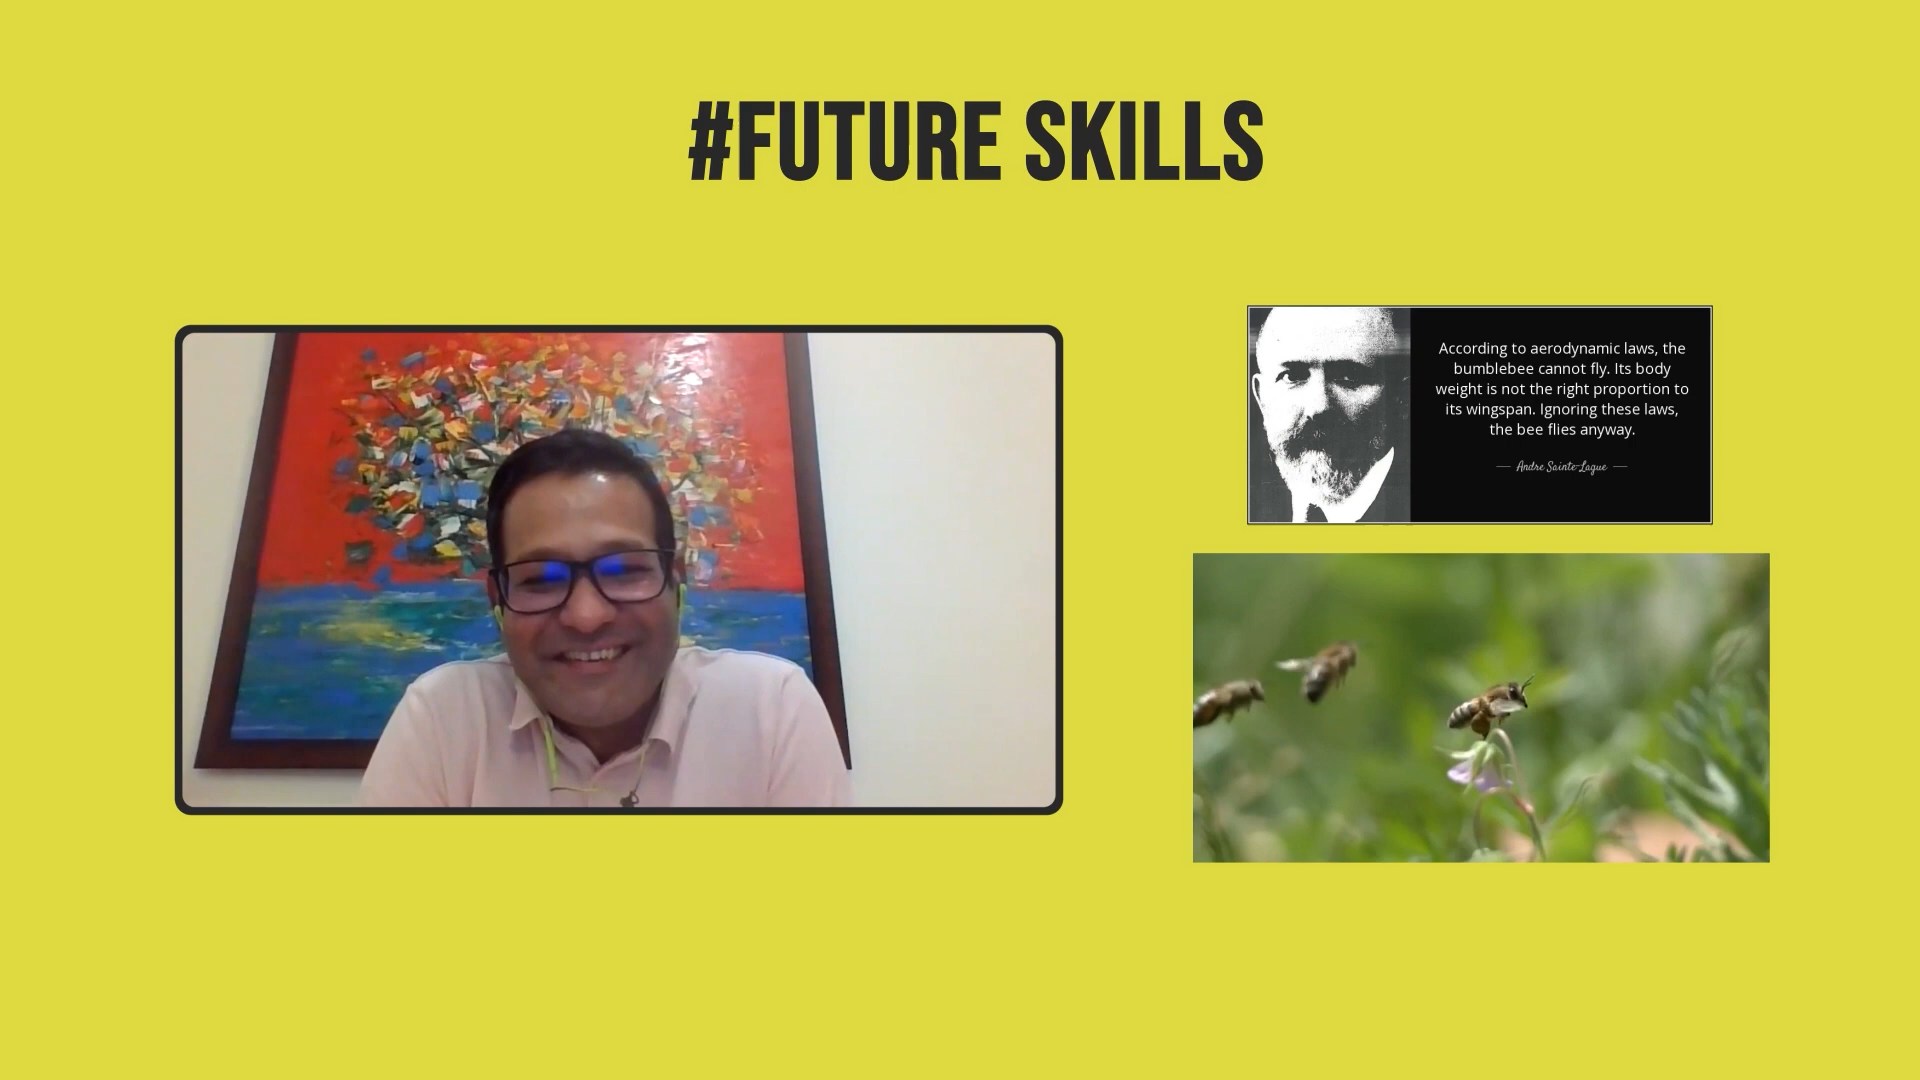 #FUTURE SKILLS
According to aerodynamic laws, the
bumblebee cannot fly. Its body
weight is not the right proportion to
its wingspan. Ignoring these laws,
the bee flies anyway.
Andre Sainte-Lague